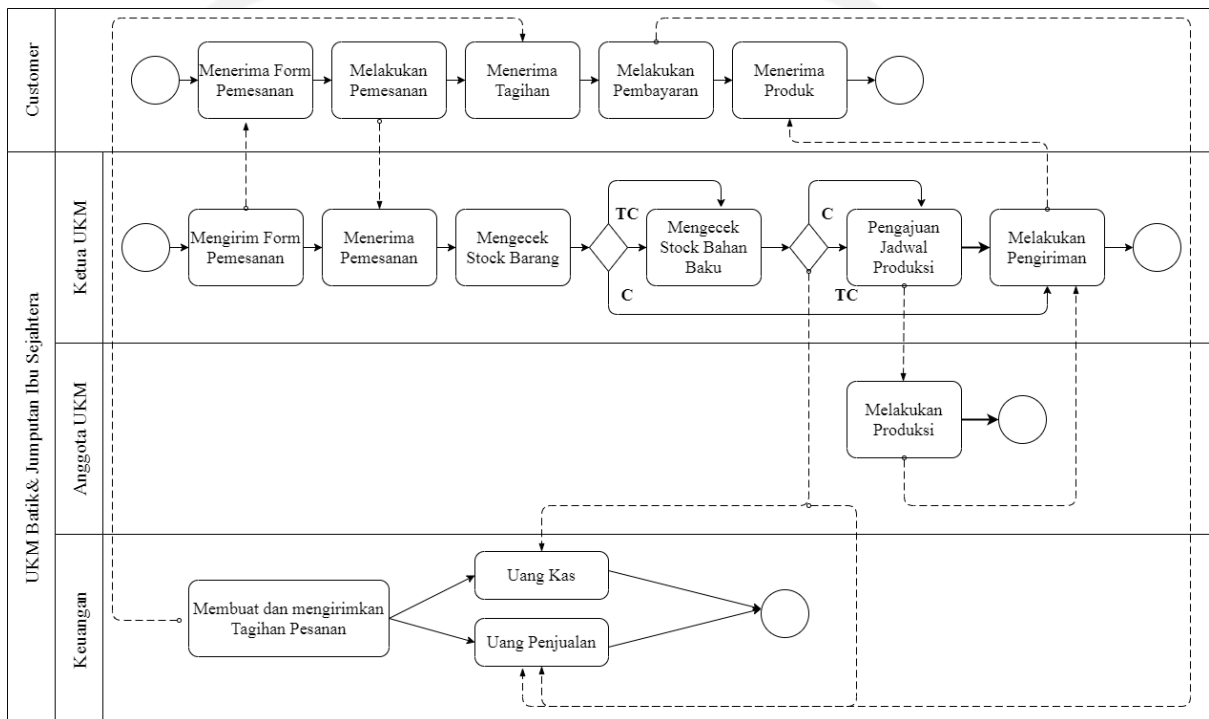 Customer
Menerima Form
Pemesanan
Melakukan
Pemesanan
Menerima
Tagihan
Melakukan
Pembayaran
Menerima
Produk
UKM Batik& Jumputan Ibu Sejahtera
Ketua UKM
Mengirim Form
Pemesanan
Menerima
Pemesanan
Mengecek
Stock Barang
TC
C
Mengecek
Stock Bahan
Baku
C
TC
Pengajuan
Jadwal
Produksi
Melakukan
Pengiriman
Anggota UKM
Melakukan
Produksi
Keuangan
Membuat dan mengirimkan
Tagihan Pesanan
Uang Kas
Uang Penjualan